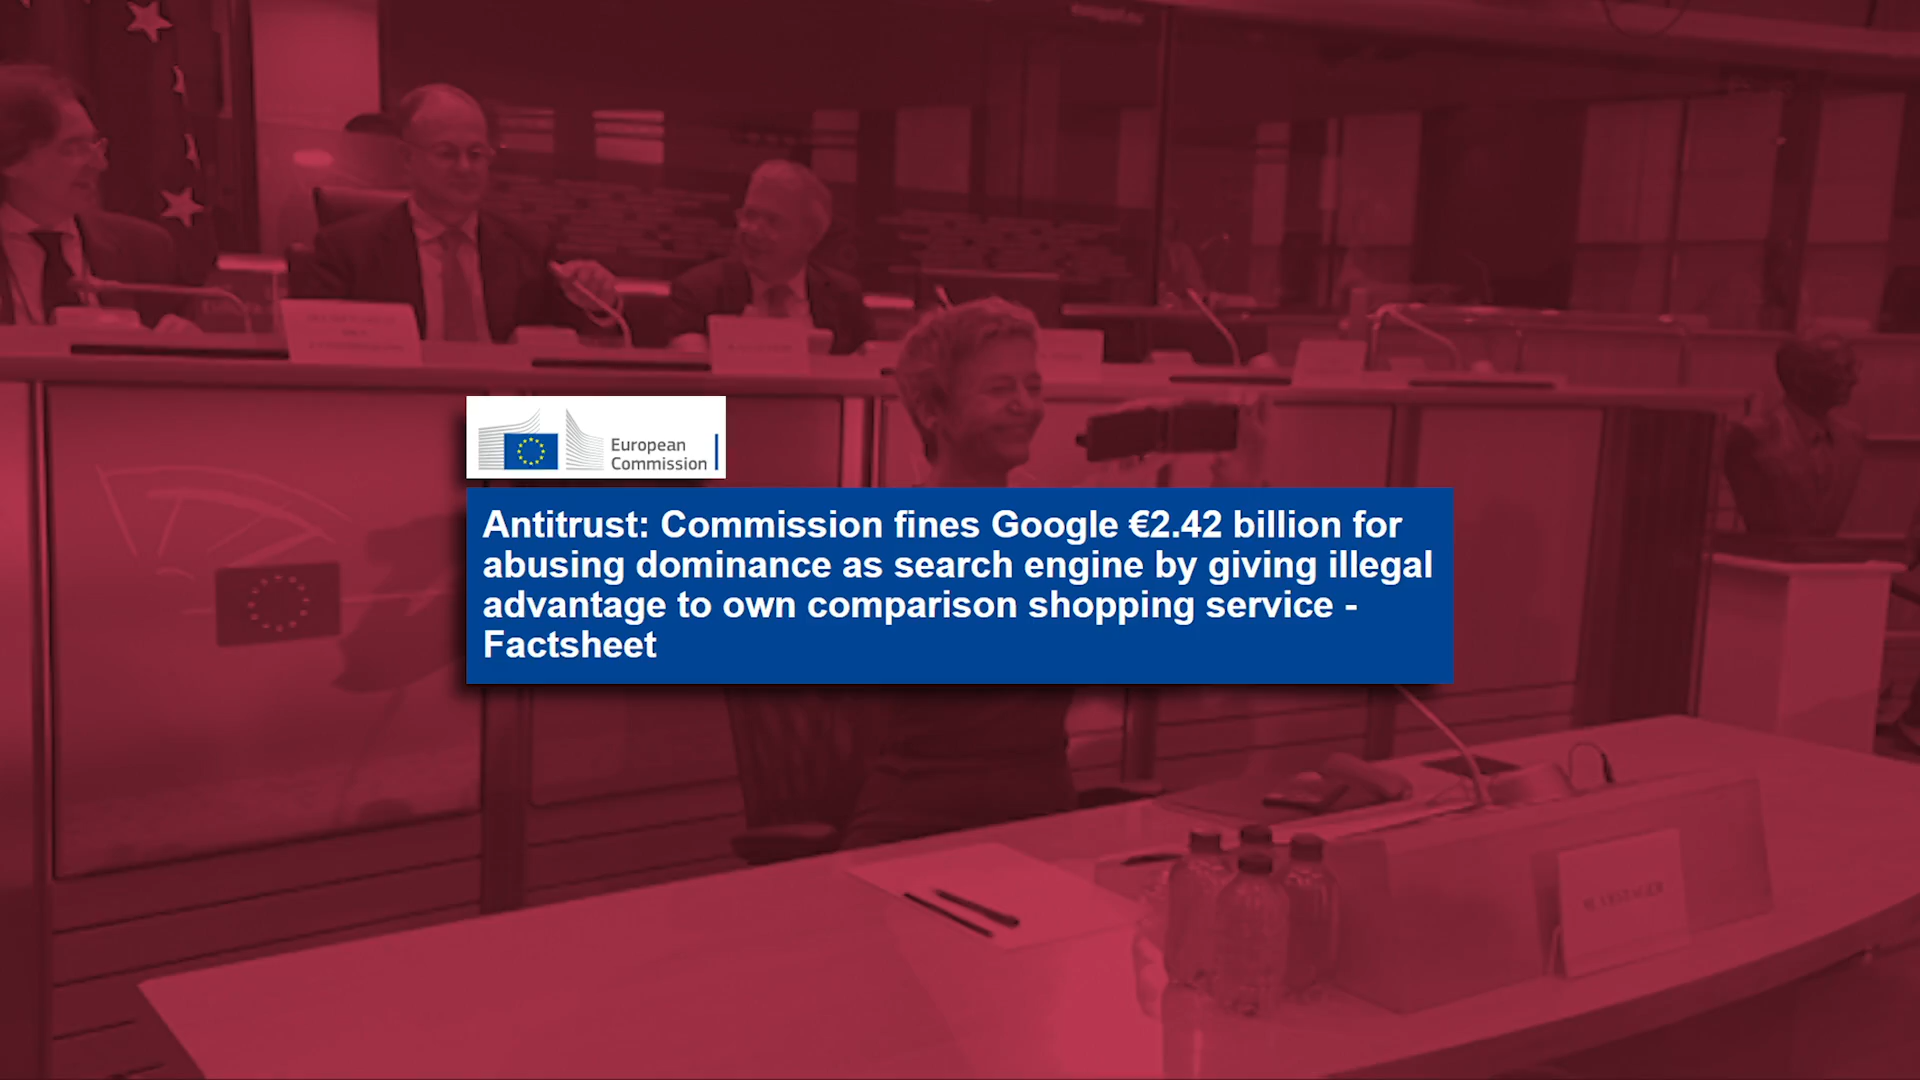 European
Commission
Antitrust: Commission fines Google €2.42 billion for
abusing dominance as search engine by giving illegal
advantage to own comparison shopping service -
Factsheet